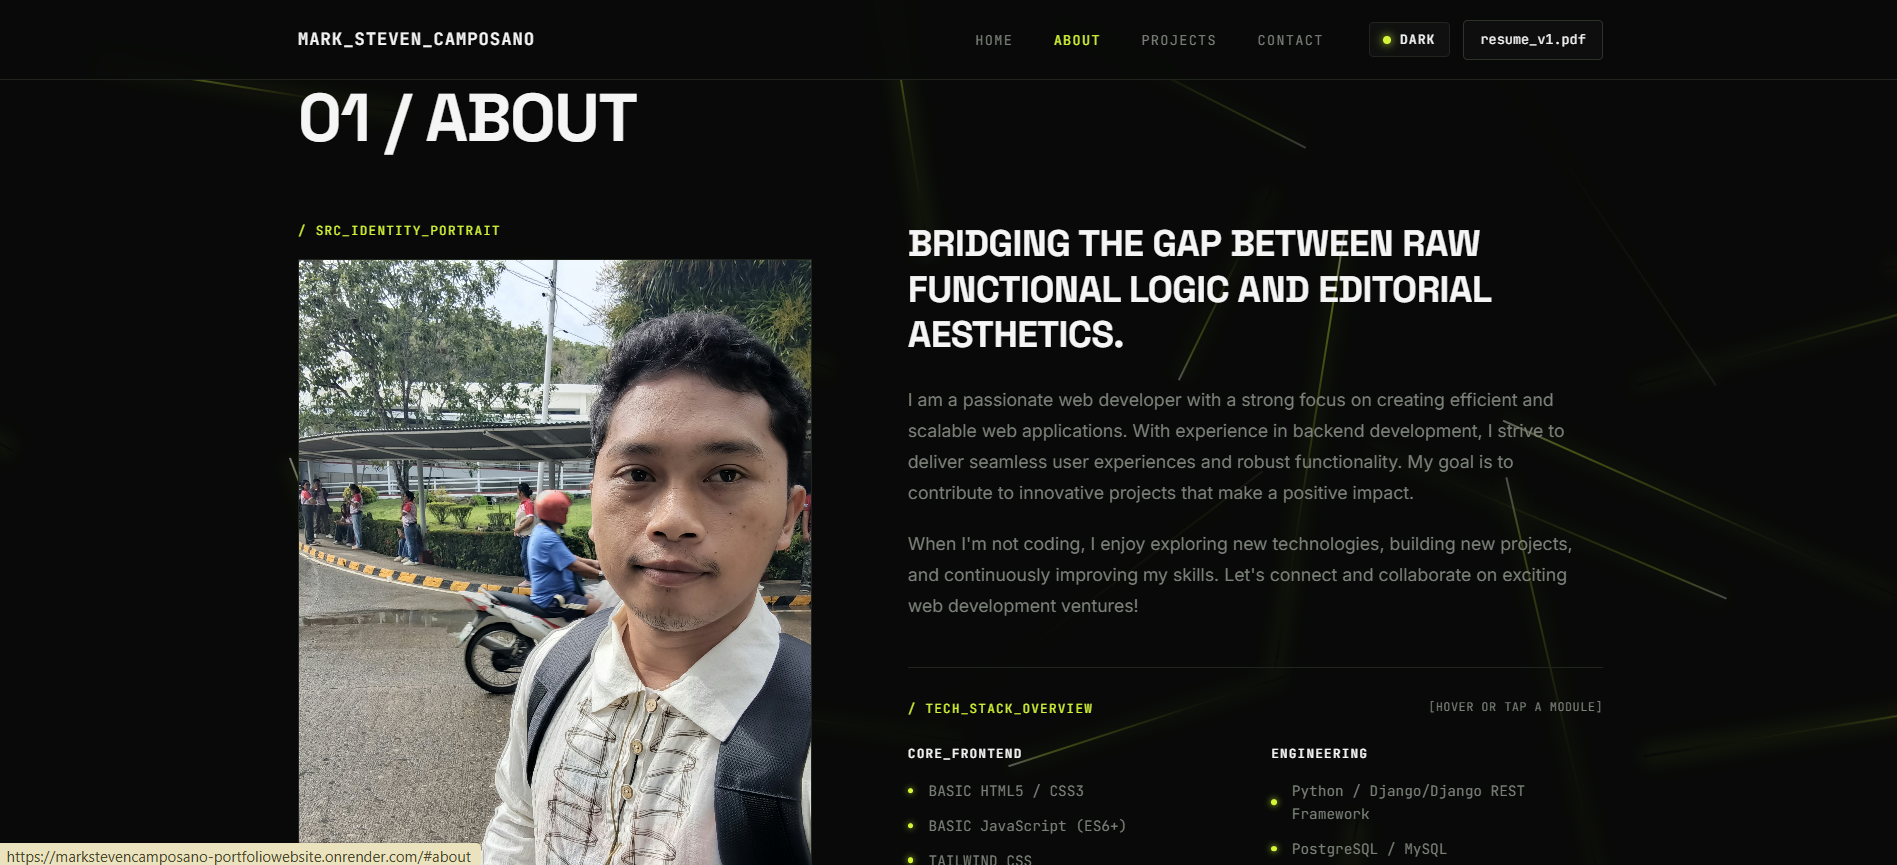 MARK_STEVEN_CAMPOSANO
HOME
ABOUT
PROJECTS
CONTACT
DARK
resume_v1.pdf
01 / ABOUT
/ SRC_IDENTITY_PORTRAIT
BRIDGING THE GAP BETWEEN RAW
FUNCTIONAL LOGIC AND EDITORIAL
AESTHETICS.
I am a passionate web developer with a strong focus on creating efficient and
scalable web applications. With experience in backend development, I strive to
deliver seamless user experiences and robust functionality. My goal is to
contribute to innovative projects that make a positive impact.
When I'm not coding, I enjoy exploring new technologies, building new projects,
and continuously improving my skills. Let's connect and collaborate on exciting
web development ventures!
/ TECH_STACK_OVERVIEW
[HOVER OR TAP A MODULE]
CORE_FRONTEND
BASIC HTML5 / CSS3
BASIC JavaScript (ES6+)
TAILWIND CSS
ENGINEERING
Python / Django/Django REST
Framework
PostgreSQL / MySQL
https://markstevencamposano-portfoliowebsite.onrender.com/#about